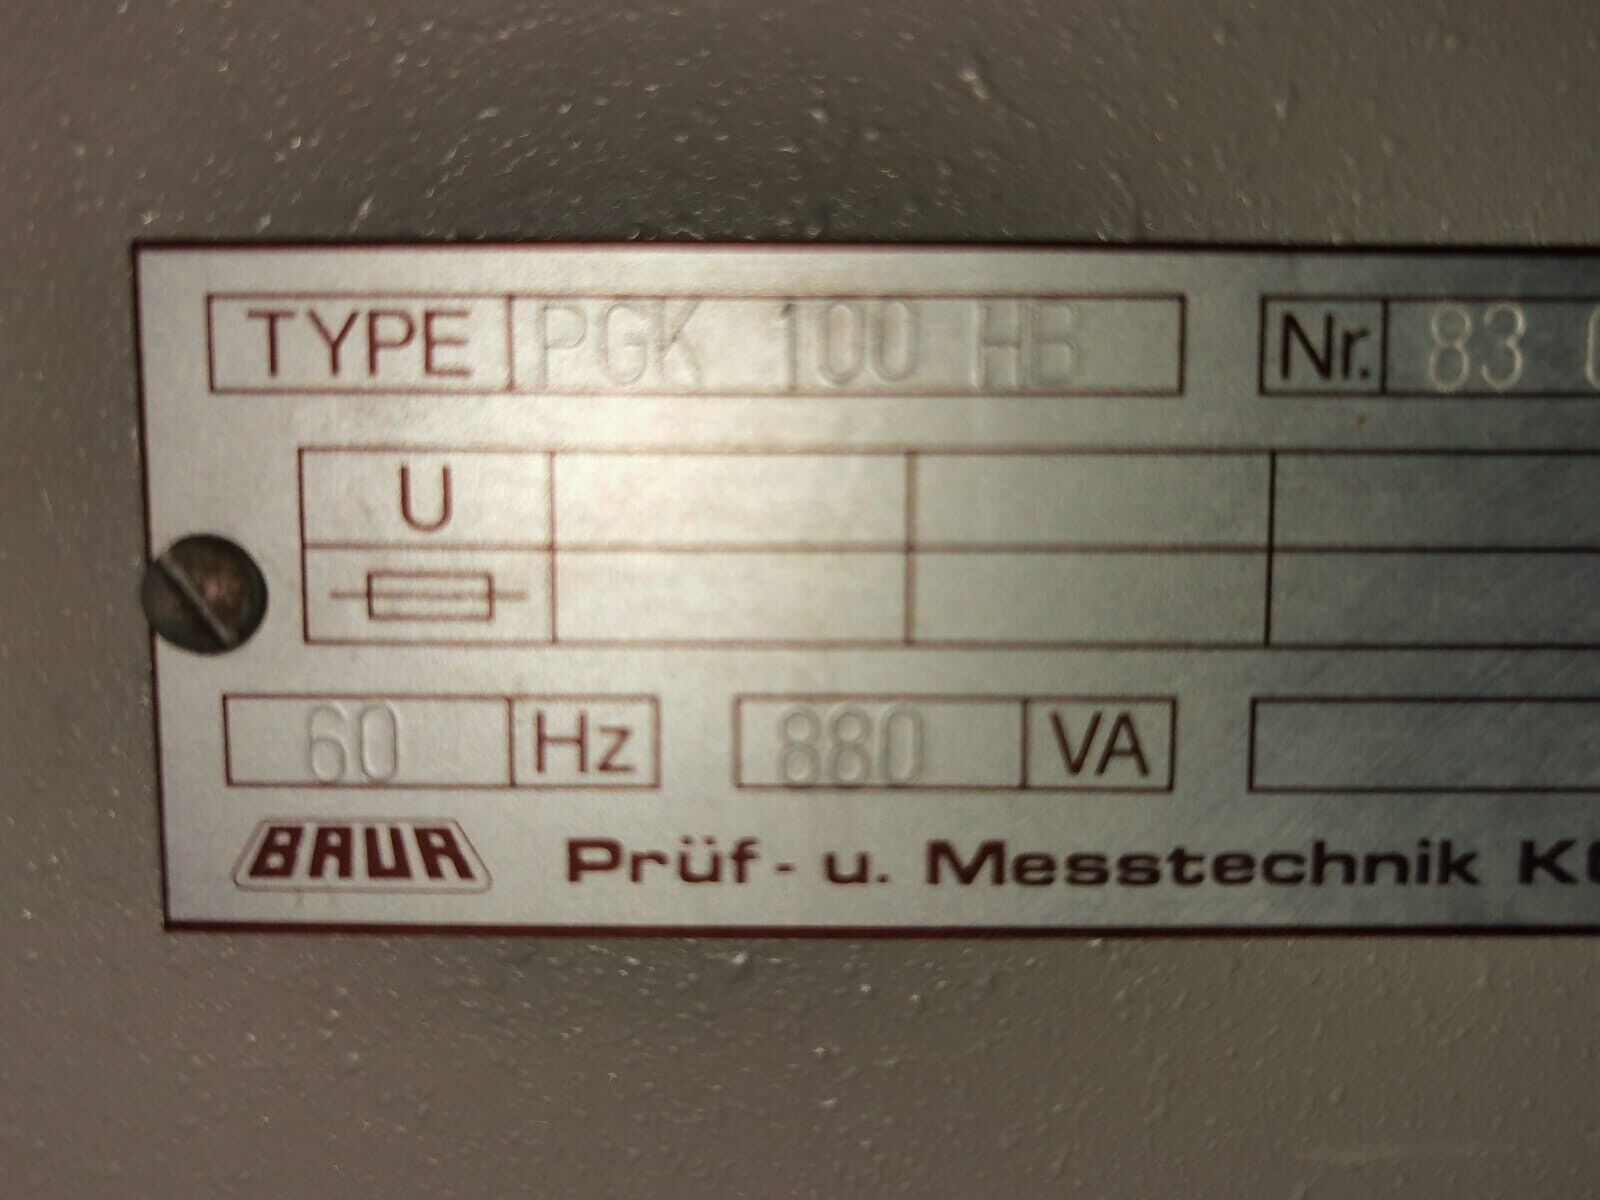 TYPE PGK 100 HB Nr. 83
U
60 Hz 880 VA
BAUR Prüf- u. Messtechnik